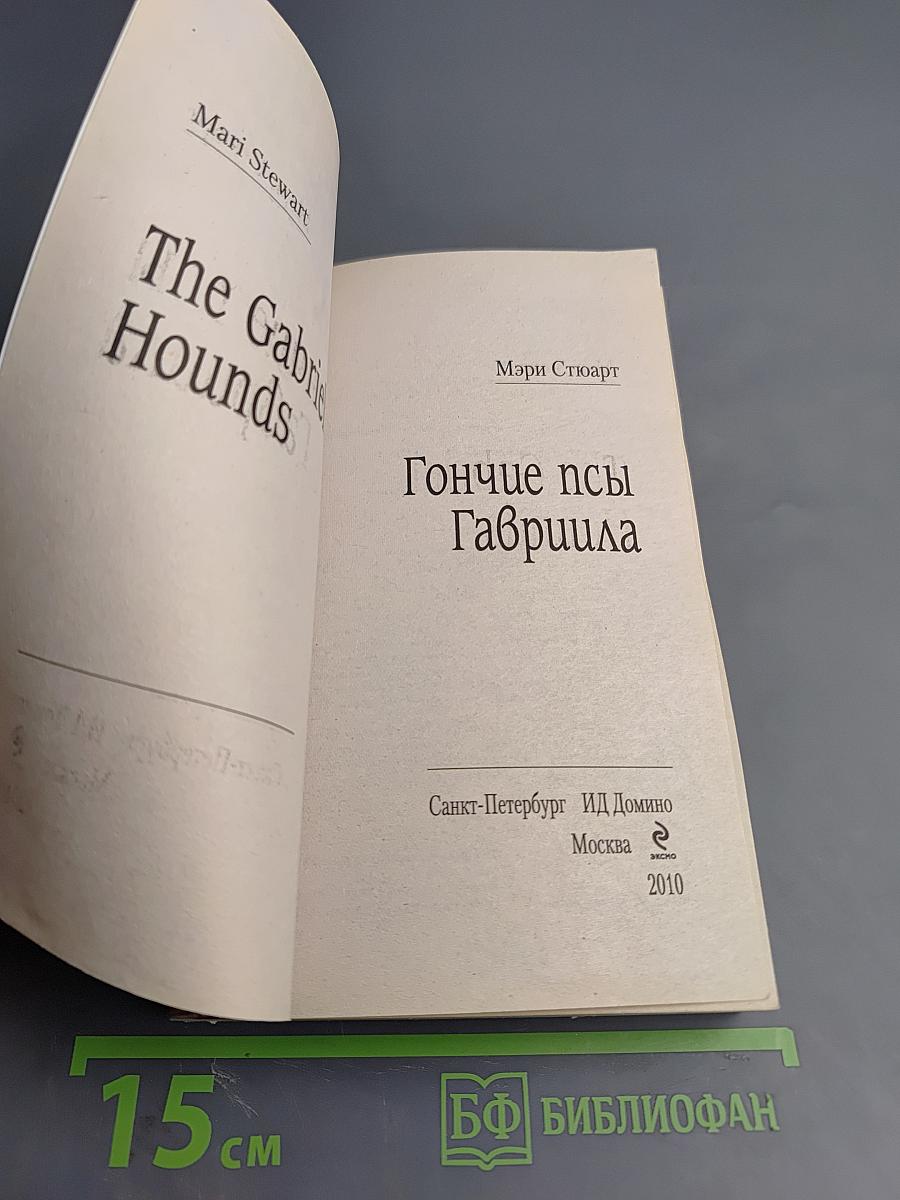 Mari Stewart
The Gabriel
Hounds
Мэри Стюарт
Гончие псы
Гавриила
Санкт-Петербург ИД Домино
Москва ЭКСМО
2010
15 см
БФ БИБЛИОФАН